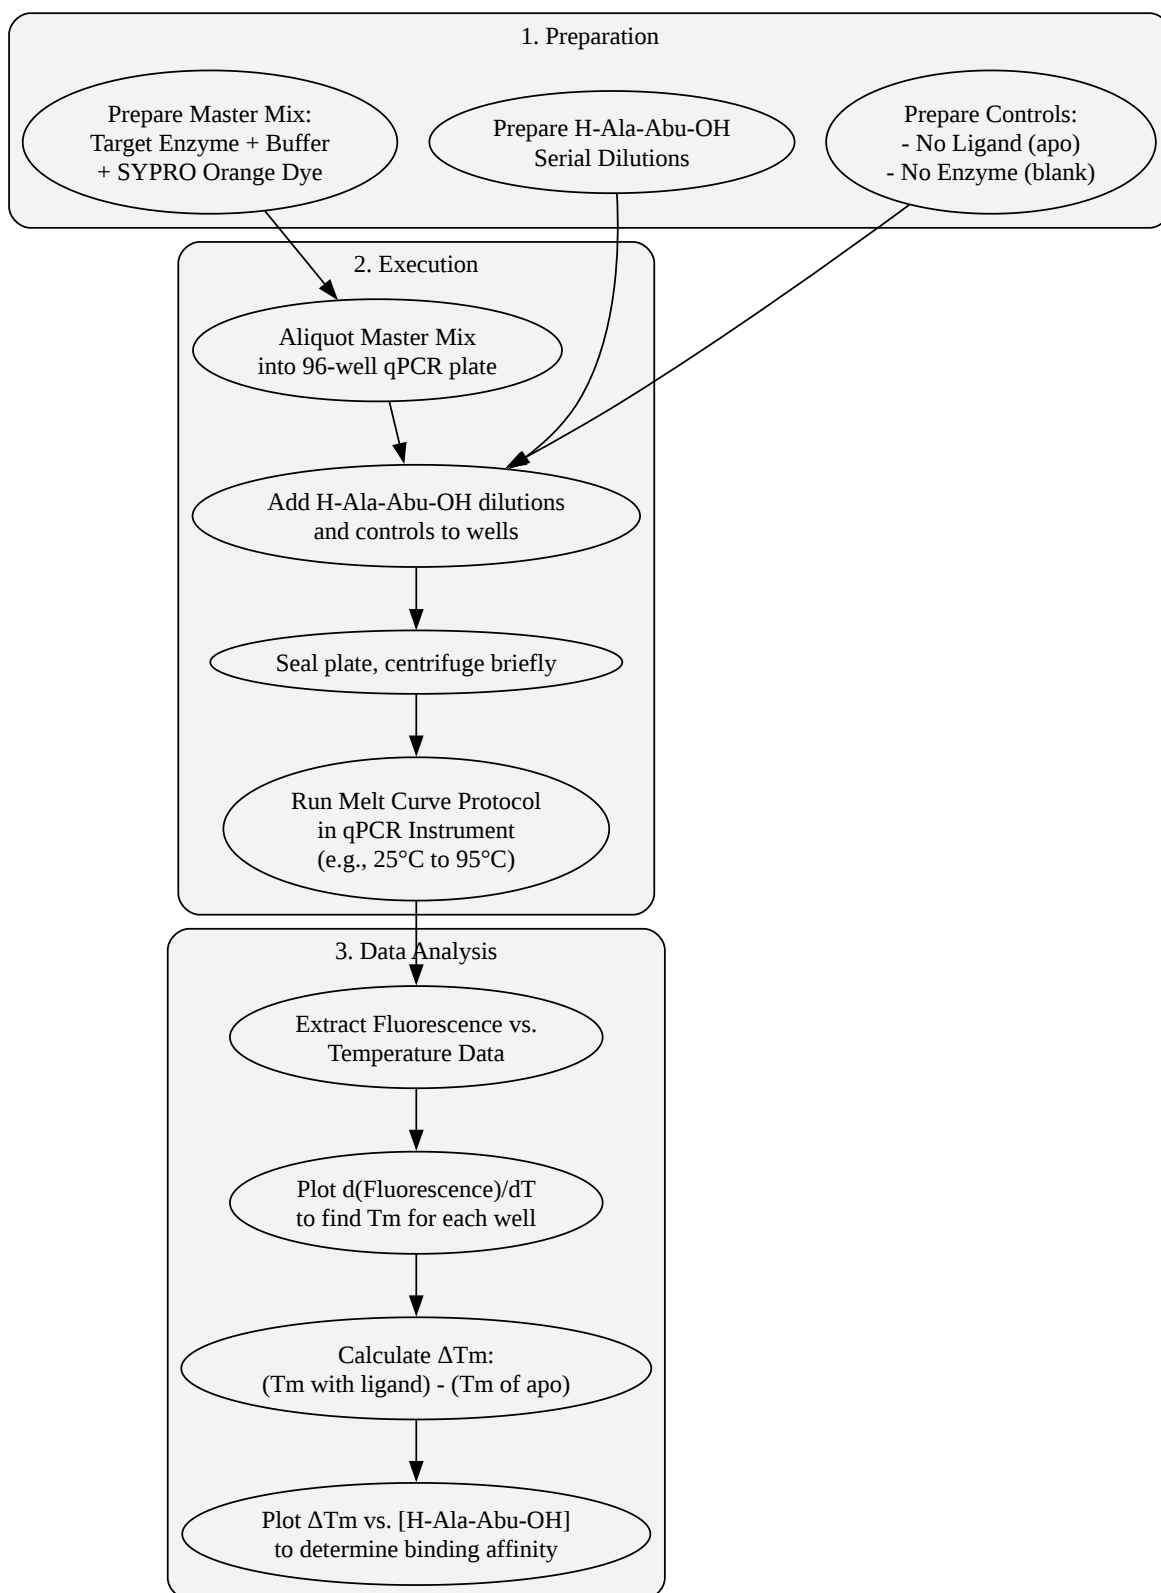 1. Preparation
Prepare Master Mix:
Target Enzyme + Buffer
+ SYPRO Orange Dye
Prepare H-Ala-Abu-OH
Serial Dilutions
Prepare Controls:
- No Ligand (apo)
- No Enzyme (blank)
2. Execution
Aliquot Master Mix
into 96-well qPCR plate
Add H-Ala-Abu-OH dilutions
and controls to wells
Seal plate, centrifuge briefly
Run Melt Curve Protocol
in qPCR Instrument
(e.g., 25°C to 95°C)
3. Data Analysis
Extract Fluorescence vs.
Temperature Data
Plot d(Fluorescence)/dT
to find Tm for each well
Calculate ΔTm:
(Tm with ligand) - (Tm of apo)
Plot ΔTm vs. [H-Ala-Abu-OH]
to determine binding affinity